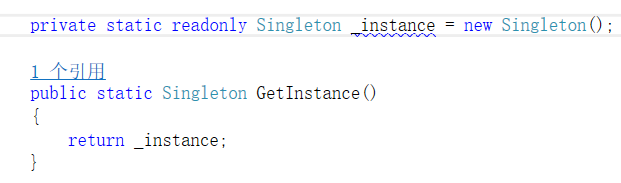 private static readonly Singleton _instance = new Singleton();
1 个引用
public static Singleton GetInstance()
{
return _instance;
}